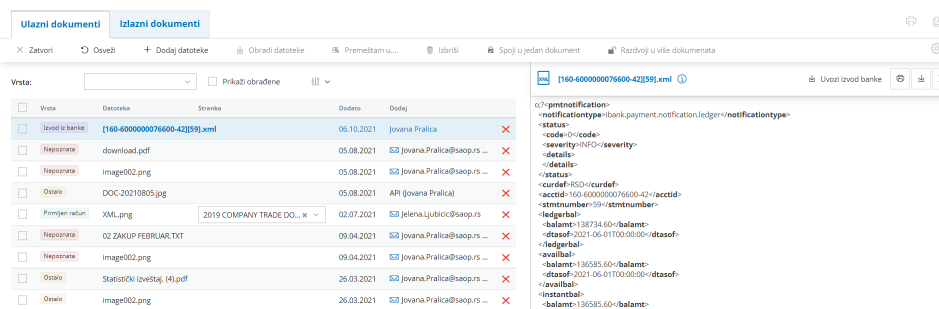 Ulazni dokumenti Izlazni dokumenti
Zatvori Osveži Dodaj datoteke Obradi datoteke Premeštam u.... Izbriši Spoji u jedan dokument Razdvoji u više dokumenata
Vrsta: Prikaži obrađene
Vrsta Datoteka Stranka Dodato Dodaj
Izvod iz banke [160-6000000076600-42][59].xml 06.10.2021 Jovana Pralica
Nepoznata download.pdf 05.08.2021 Jovana.Pralica@saop.rs ...
Nepoznata image002.png 05.08.2021 Jovana.Pralica@saop.rs ...
Ostalo DOC-20210805.jpg 05.08.2021 API (Jovana Pralica)
Primljen račun XML.png 2019 COMPANY TRADE DO... 02.07.2021 Jelena.Ljubicic@saop.rs
Nepoznata 02 ZAKUP FEBRUAR.TXT 09.04.2021 Jovana.Pralica@saop.rs ...
Nepoznata image002.png 09.04.2021 Jovana.Pralica@saop.rs ...
Ostalo Statistički izveštaj, (4).pdf 26.03.2021 Jovana.Pralica@saop.rs ...
Ostalo image002.png 26.03.2021 Jovana.Pralica@saop.rs ...
XML [160-6000000076600-42][59].xml Uvozi izvod banke
o;?<pmtnotification>
<notificationtype>ibank.payment.notification.ledger</notificationtype>
<status>
<code>0</code>
<severity>INFO</severity>
<details>
</details>
</status>
<curdef>RSD</curdef>
<acctid>160-6000000076600-42</acctid>
<stmtnumber>59</stmtnumber>
<ledgerbal>
<balamt>138734.60</balamt>
<dtasof>2021-06-01T00:00:00</dtasof>
</ledgerbal>
<availbal>
<balamt>136585.60</balamt>
<dtasof>2021-06-01T00:00:00</dtasof>
</availbal>
<instantbal>
<balamt>136585.60</balamt>